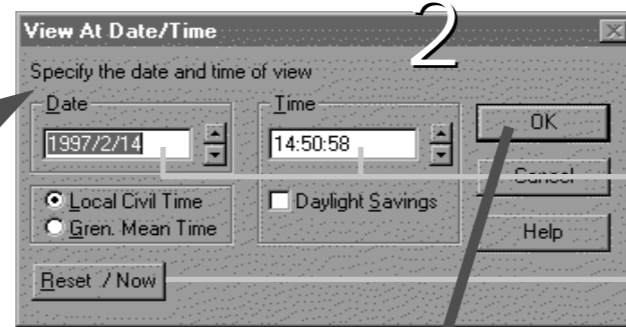 2
View At Date/Time
Specify the date and time of view
Date
1997/2/14
Time
14:50:58
OK
Cancel
Local Civil Time
Gren. Mean Time
Daylight Savings
Help
Reset / Now